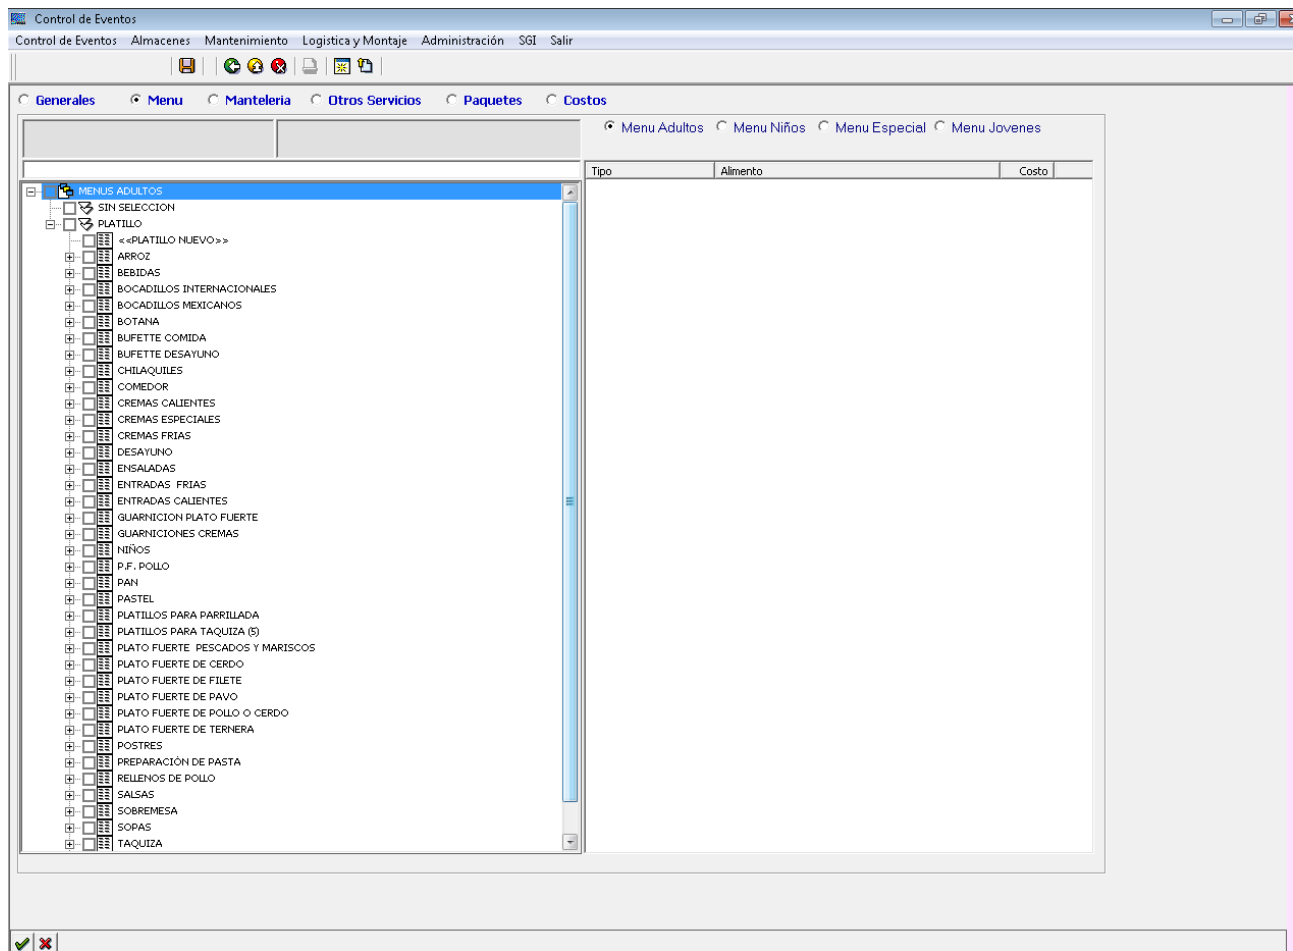 Control de Eventos
Control de Eventos Almacenes Mantenimiento Logistica y Montaje Administración SGI Salir
Generales Menu Manteleria Otros Servicios Paquetes Costos
Menu Adultos Menu Niños Menu Especial Menu Jovenes
Tipo Alimento Costo
MENUS ADULTOS
SIN SELECCION
PLATILLO
<<PLATILLO NUEVO>>
ARROZ
BEBIDAS
BOCADILLOS INTERNACIONALES
BOCADILLOS MEXICANOS
BOTANA
BUFETTE COMIDA
BUFETTE DESAYUNO
CHILAQUILES
COMEDOR
CREMAS CALIENTES
CREMAS ESPECIALES
CREMAS FRIAS
DESAYUNO
ENSALADAS
ENTRADAS FRIAS
ENTRADAS CALIENTES
GUARNICION PLATO FUERTE
GUARNICIONES CREMAS
NIÑOS
P.F. POLLO
PAN
PASTEL
PLATILLOS PARA PARRILLADA
PLATILLOS PARA TAQUIZA (5)
PLATO FUERTE PESCADOS Y MARISCOS
PLATO FUERTE DE CERDO
PLATO FUERTE DE FILETE
PLATO FUERTE DE PAVO
PLATO FUERTE DE POLLO O CERDO
PLATO FUERTE DE TERNERA
POSTRES
PREPARACIÓN DE PASTA
RELLENOS DE POLLO
SALSAS
SOBREMESA
SOPAS
TAQUIZA